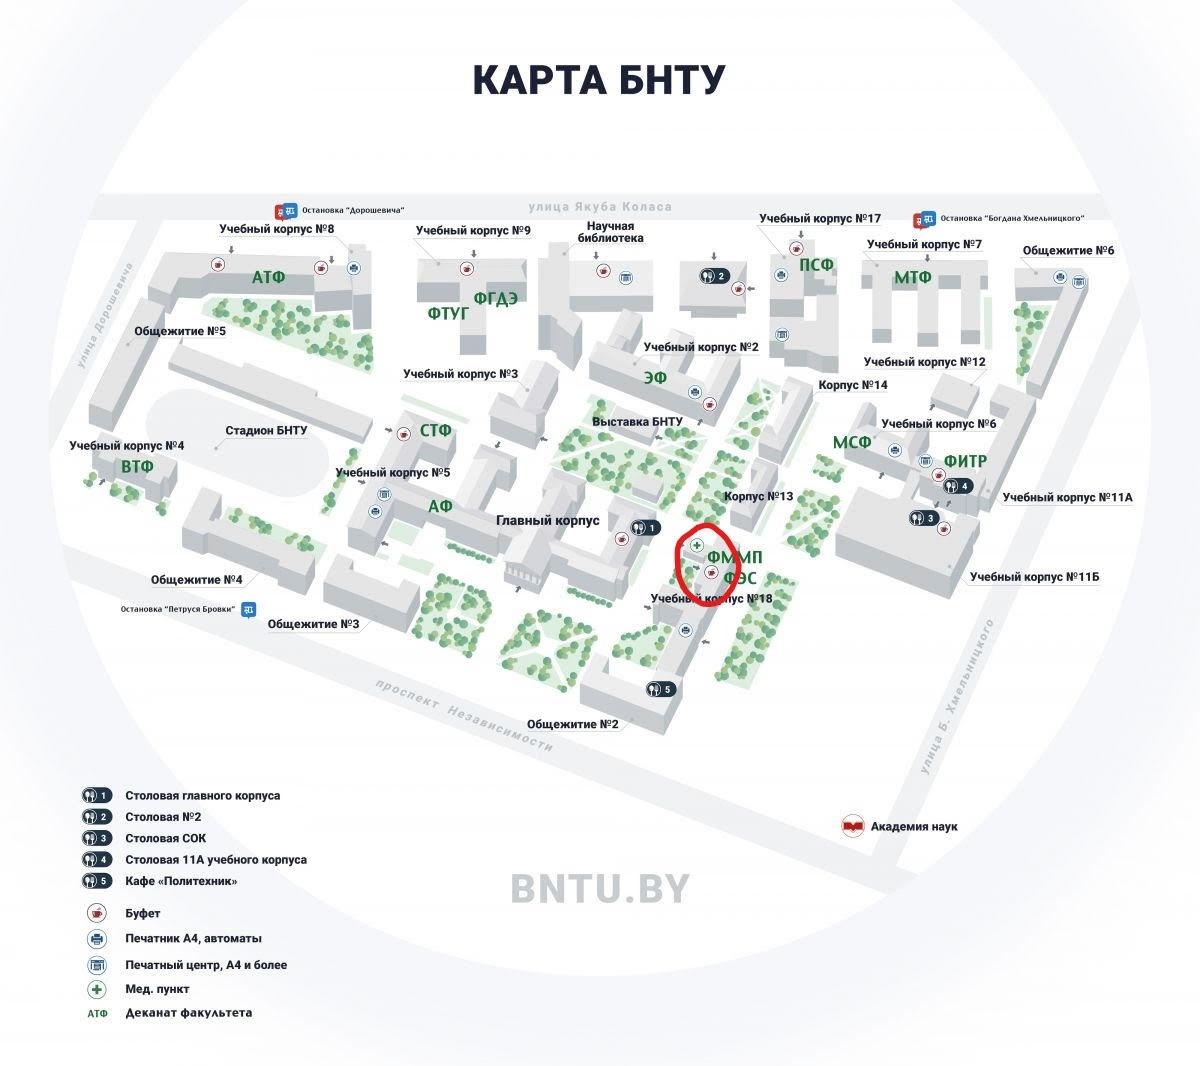 КАРТА БНТУ
улица Якуба Коласа
Остановка "Дорошевича"
Остановка "Богдана Хмельницкого"
Учебный корпус №8
Учебный корпус №9
Научная
библиотека
Учебный корпус №17
Учебный корпус №7
Общежитие №6
АТФ
ФГДЭ
ФТУГ
2
ПСФ
МТФ
улица Дорошевича
Общежитие №5
Учебный корпус №3
Учебный корпус №2
ЭФ
Учебный корпус №12
Корпус №14
Стадион БНТУ
СТФ
Выставка БНТУ
МСФ
Учебный корпус №6
Учебный корпус №4
ВТФ
Учебный корпус №5
ФИТР
4
АФ
Главный корпус
1
Корпус №13
Учебный корпус №11А
3
ФММП
ФЭС
Учебный корпус №18
Учебный корпус №11Б
Общежитие №4
Остановка "Петруся Бровки"
Общежитие №3
5
Общежитие №2
проспект Независимости
улица Б. Хмельницкого
1 Столовая главного корпуса
2 Столовая №2
3 Столовая СОК
4 Столовая 11А учебного корпуса
5 Кафе «Политехник»
Буфет
Печатник А4, автоматы
Печатный центр, А4 и более
Мед. пункт
АТФ Деканат факультета
Академия наук
BNTU.BY